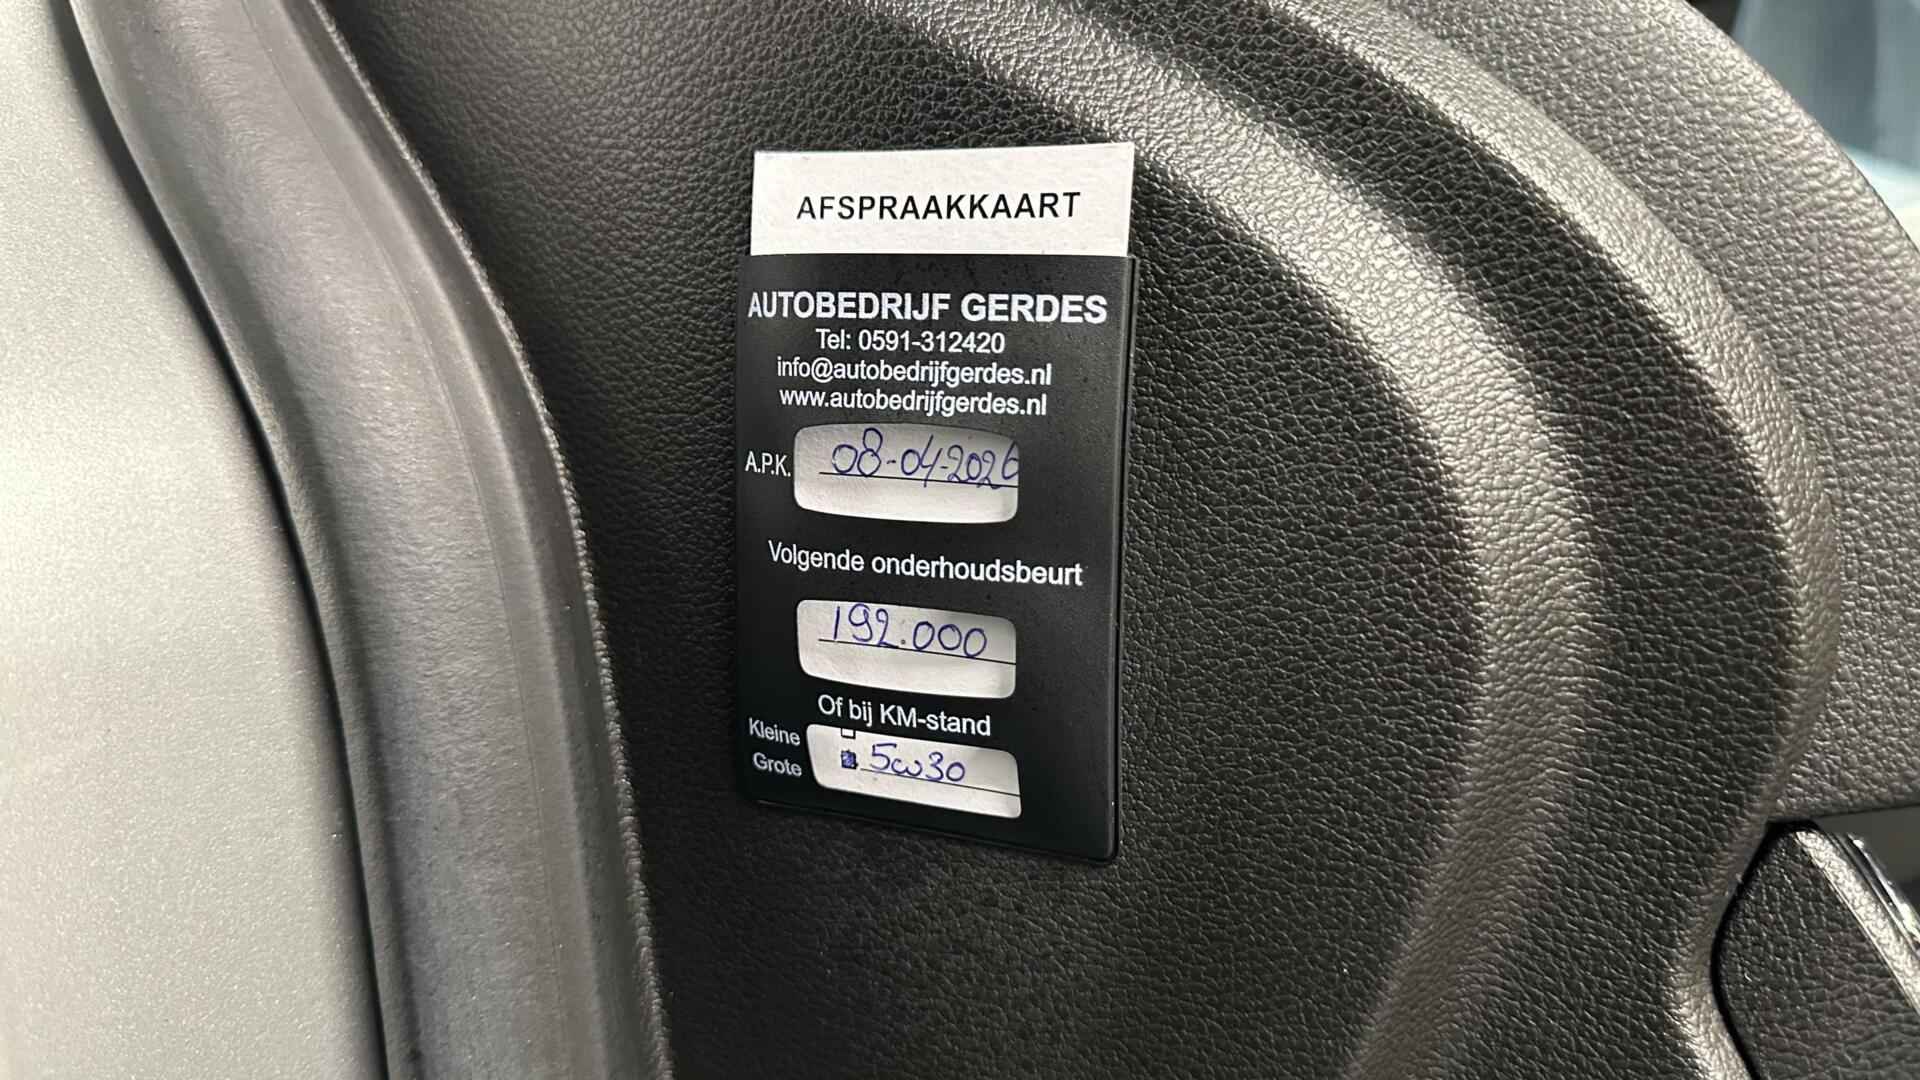 AFSPRAAKKAART
AUTOBEDRIJF GERDES
Tel: 0591-312420
info@autobedrijfgerdes.nl
www.autobedrijfgerdes.nl
A.P.K. 08-04-2026
Volgende onderhoudsbeurt
192.000
Of bij KM-stand
Kleine
Grote 5w30